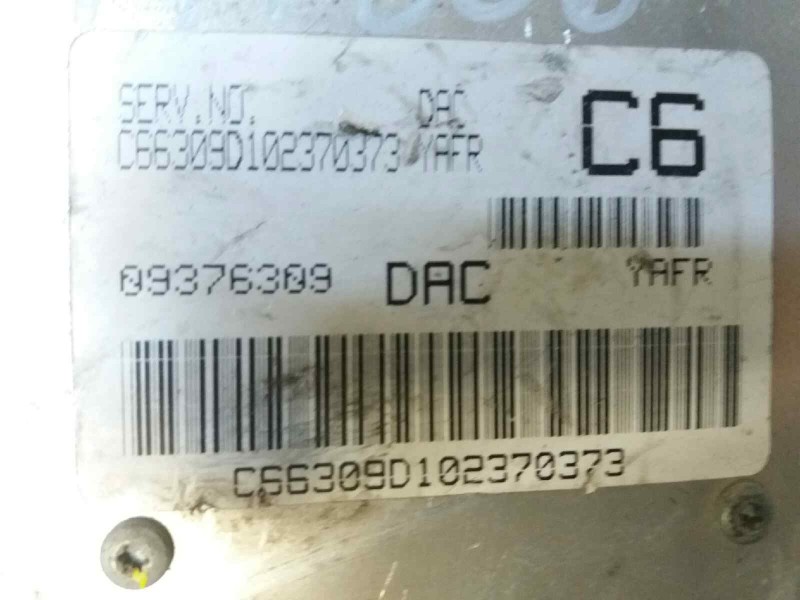 SERV.NO. DAC C6
C66309D102370373 YAFR
09376309 DAC YAFR
C66309D102370373